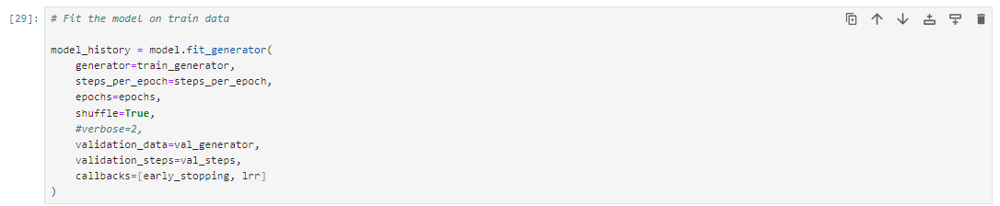 [29]: # Fit the model on train data
model_history = model.fit_generator(
    generator=train_generator,
    steps_per_epoch=steps_per_epoch,
    epochs=epochs,
    shuffle=True,
    #verbose=2,
    validation_data=val_generator,
    validation_steps=val_steps,
    callbacks=[early_stopping, lrr]
)